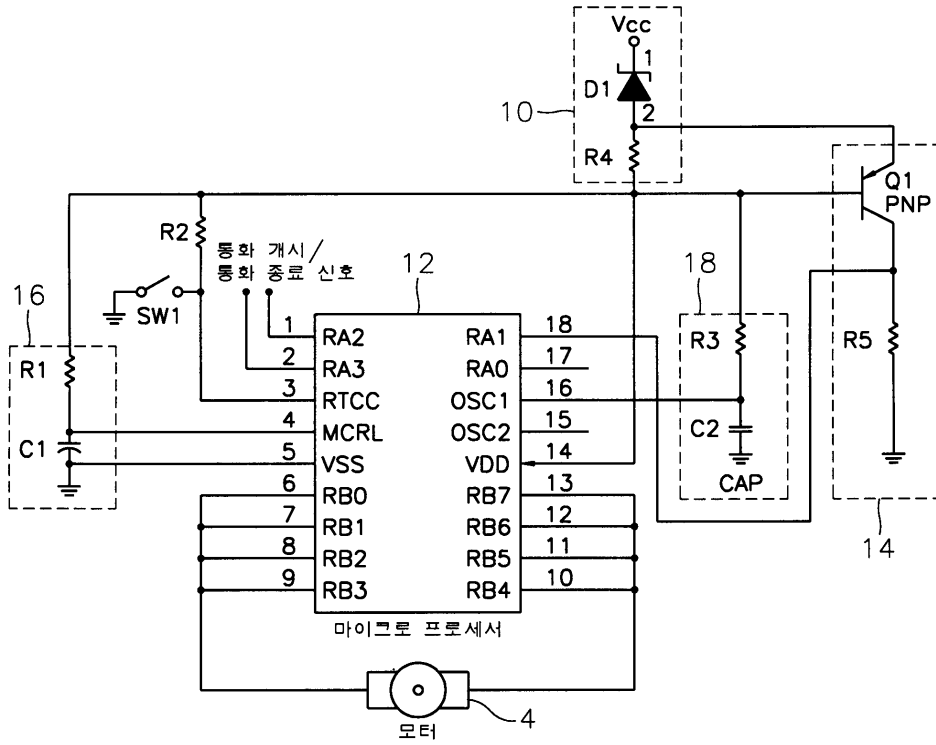 Vcc
1
D1
10
2
R4
Q1
PNP
R2
통화 개시/
통화 종료 신호
12
18
16
SW1
14
R1
C1
R3
C2
CAP
R5
1 RA2
2 RA3
3 RTCC
4 MCRL
5 VSS
6 RB0
7 RB1
8 RB2
9 RB3
RA1 18
RA0 17
OSC1 16
OSC2 15
VDD 14
RB7 13
RB6 12
RB5 11
RB4 10
마이크로 프로세서
4
모터